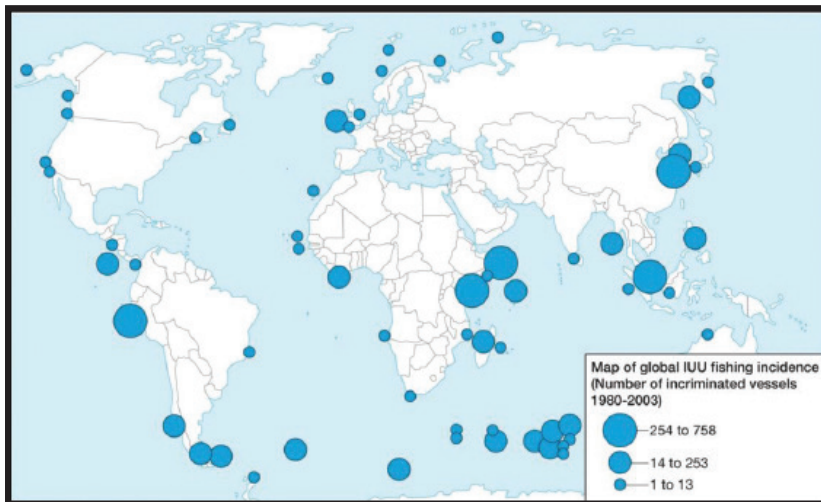 Map of global IUU fishing incidence
(Number of incriminated vessels
1980-2003)
254 to 758
14 to 253
1 to 13